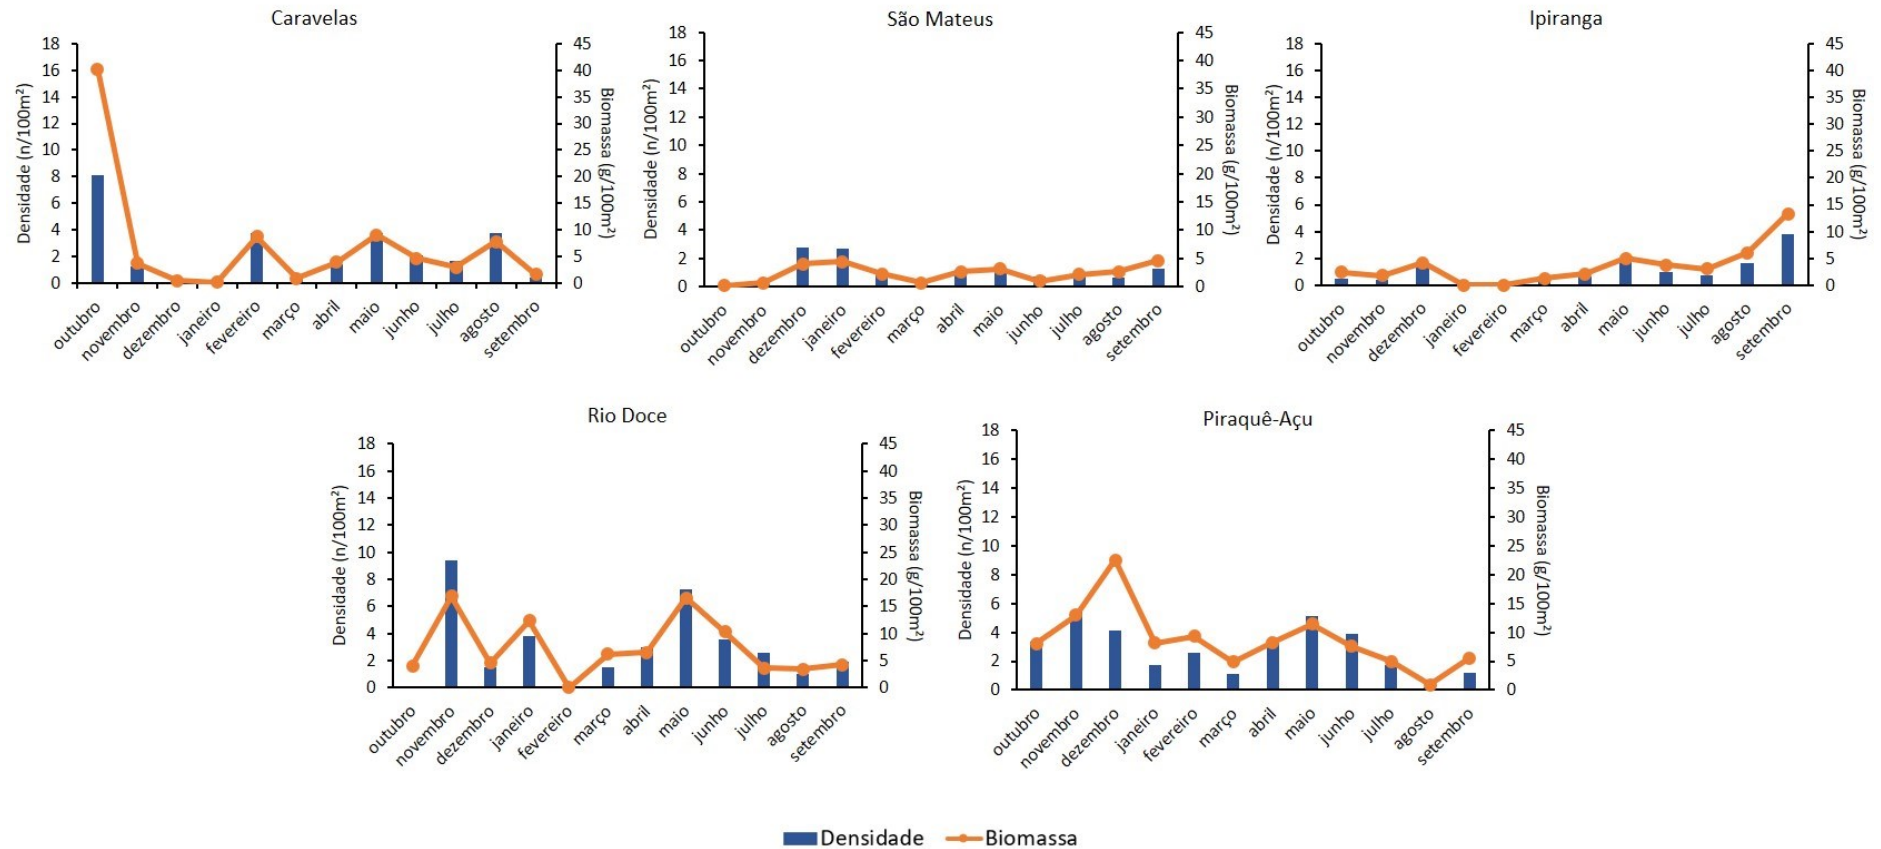 Caravelas
18
16
14
12
10
8
6
4
2
0
Densidade (n/100m²)
45
40
35
30
25
20
15
10
5
0
Biomassa (g/100m²)
outubro
novembro
dezembro
janeiro
fevereiro
março
abril
maio
junho
julho
agosto
setembro
São Mateus
18
16
14
12
10
8
6
4
2
0
Densidade (n/100m²)
45
40
35
30
25
20
15
10
5
0
Biomassa (g/100m²)
outubro
novembro
dezembro
janeiro
fevereiro
março
abril
maio
junho
julho
agosto
setembro
Ipiranga
18
16
14
12
10
8
6
4
2
0
Densidade (n/100m²)
45
40
35
30
25
20
15
10
5
0
Biomassa (g/100m²)
outubro
novembro
dezembro
janeiro
fevereiro
março
abril
maio
junho
julho
agosto
setembro
Rio Doce
18
16
14
12
10
8
6
4
2
0
Densidade (n/100m²)
45
40
35
30
25
20
15
10
5
0
Biomassa (g/100m²)
outubro
novembro
dezembro
janeiro
fevereiro
março
abril
maio
junho
julho
agosto
setembro
Piraquê-Açu
18
16
14
12
10
8
6
4
2
0
Densidade (n/100m²)
45
40
35
30
25
20
15
10
5
0
Biomassa (g/100m²)
outubro
novembro
dezembro
janeiro
fevereiro
março
abril
maio
junho
julho
agosto
setembro
Densidade Biomassa